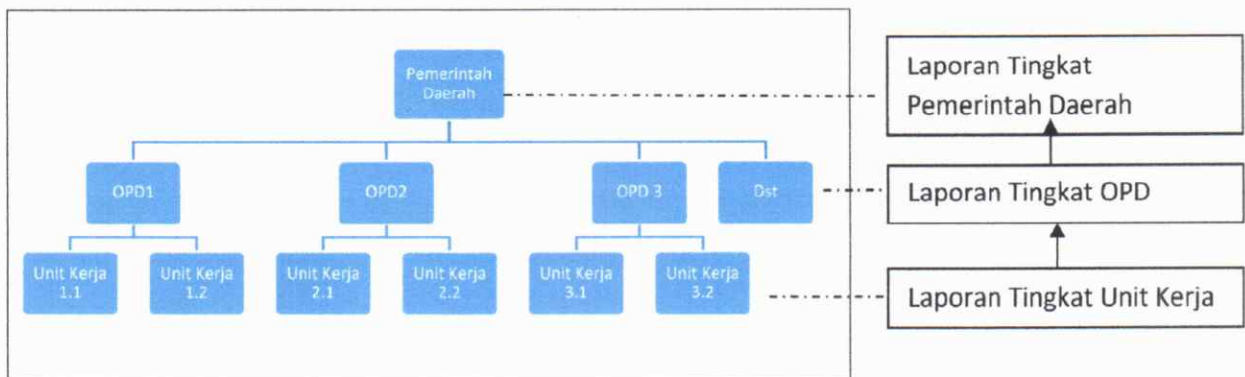 Pemerintah
Daerah
OPD1
OPD2
OPD 3
Dst
Unit Kerja
1.1
Unit Kerja
1.2
Unit Kerja
2.1
Unit Kerja
2.2
Unit Kerja
3.1
Unit Kerja
3.2
Laporan Tingkat
Pemerintah Daerah
Laporan Tingkat OPD
Laporan Tingkat Unit Kerja